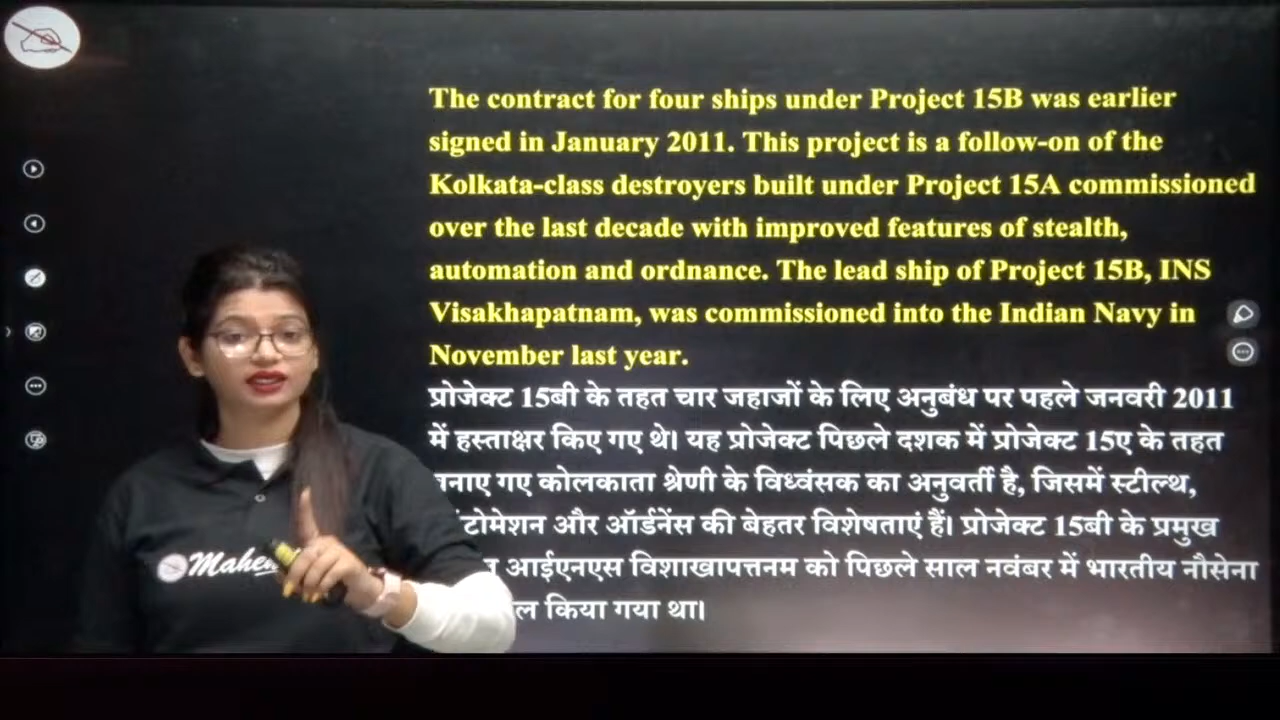 The contract for four ships under Project 15B was earlier
signed in January 2011. This project is a follow-on of the
Kolkata-class destroyers built under Project 15A commissioned
over the last decade with improved features of stealth,
automation and ordnance. The lead ship of Project 15B, INS
Visakhapatnam, was commissioned into the Indian Navy in
November last year.
प्रोजेक्ट 15बी के तहत चार जहाजों के लिए अनुबंध पर पहले जनवरी 2011
में हस्ताक्षर किए गए थे। यह प्रोजेक्ट पिछले दशक में प्रोजेक्ट 15ए के तहत
गए कोलकाता श्रेणी के विध्वंसक का अनुवर्ती है, जिसमें स्टील्थ,
और ऑर्डनेंस की बेहतर विशेषताएं हैं। प्रोजेक्ट 15बी के प्रमुख
आईएनएस विशाखापत्तनम को पिछले साल नवंबर में भारतीय नौसेना
किया गया था।